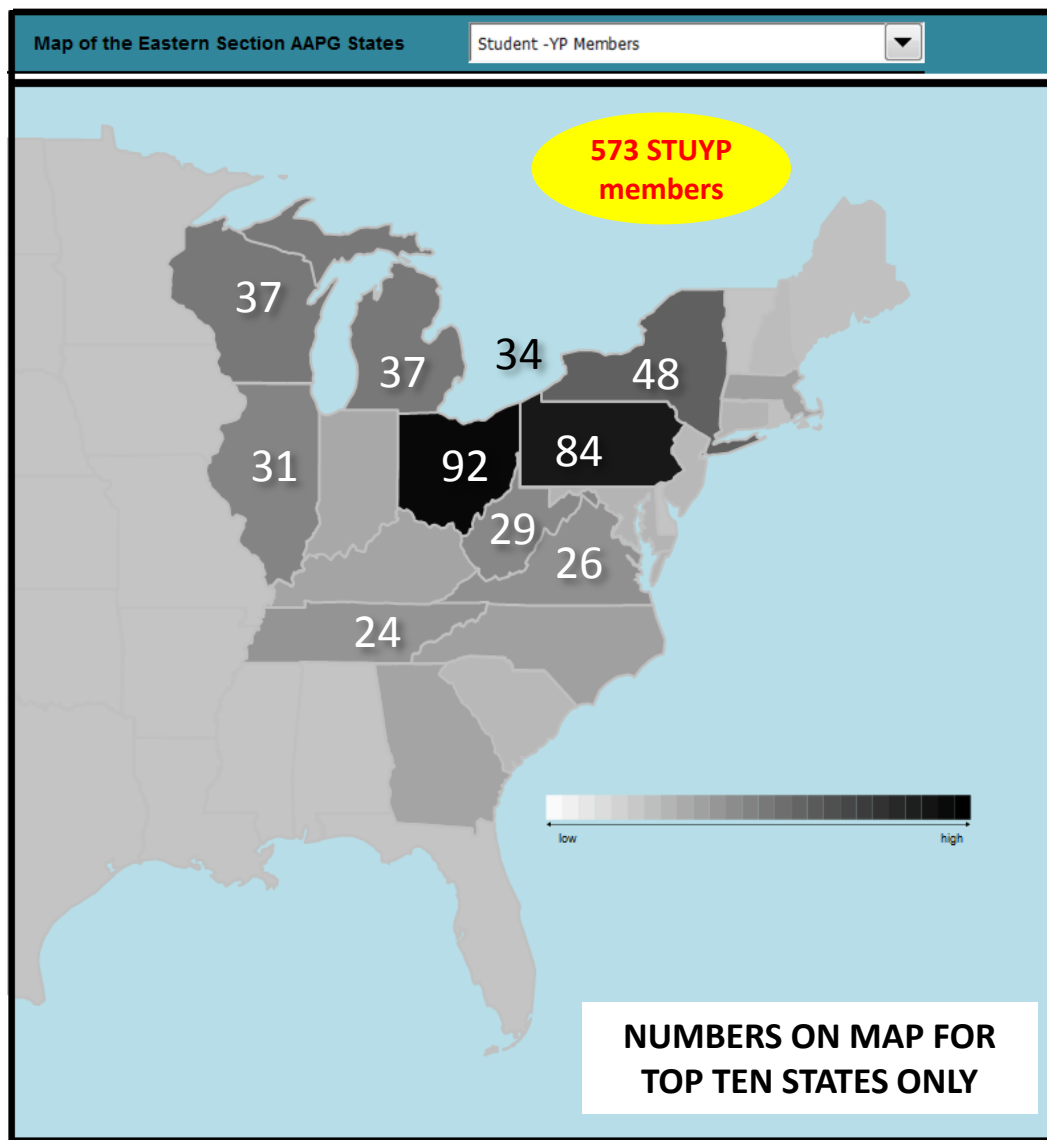 Map of the Eastern Section AAPG States
Student -YP Members
573 STUYP
members
37
37
34
48
31
92
84
29
26
24
low
high
NUMBERS ON MAP FOR
TOP TEN STATES ONLY